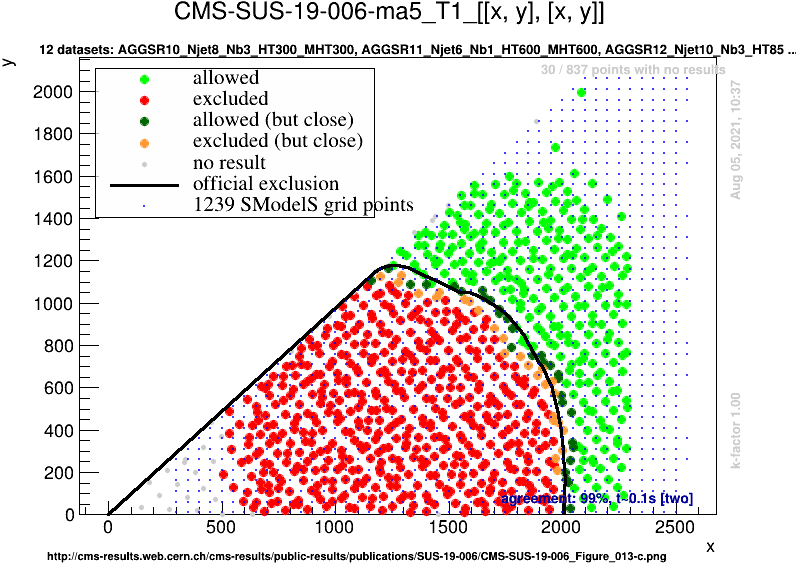 CMS-SUS-19-006-ma5_T1_[[x, y], [x, y]]
12 datasets: AGGSR10_Njet8_Nb3_HT300_MHT300, AGGSR11_Njet6_Nb1_HT600_MHT600, AGGSR12_Njet10_Nb3_HT85 ...
y
30 / 837 points with no results
allowed
excluded
allowed (but close)
excluded (but close)
no result
official exclusion
1239 SModelS grid points
Aug 05, 2021, 10:37
k-factor 1.00
2000
1800
1600
1400
1200
1000
800
600
400
200
0
agreement: 99%, t~0.1s [two]
0 500 1000 1500 2000 2500
x
http://cms-results.web.cern.ch/cms-results/public-results/publications/SUS-19-006/CMS-SUS-19-006_Figure_013-c.png